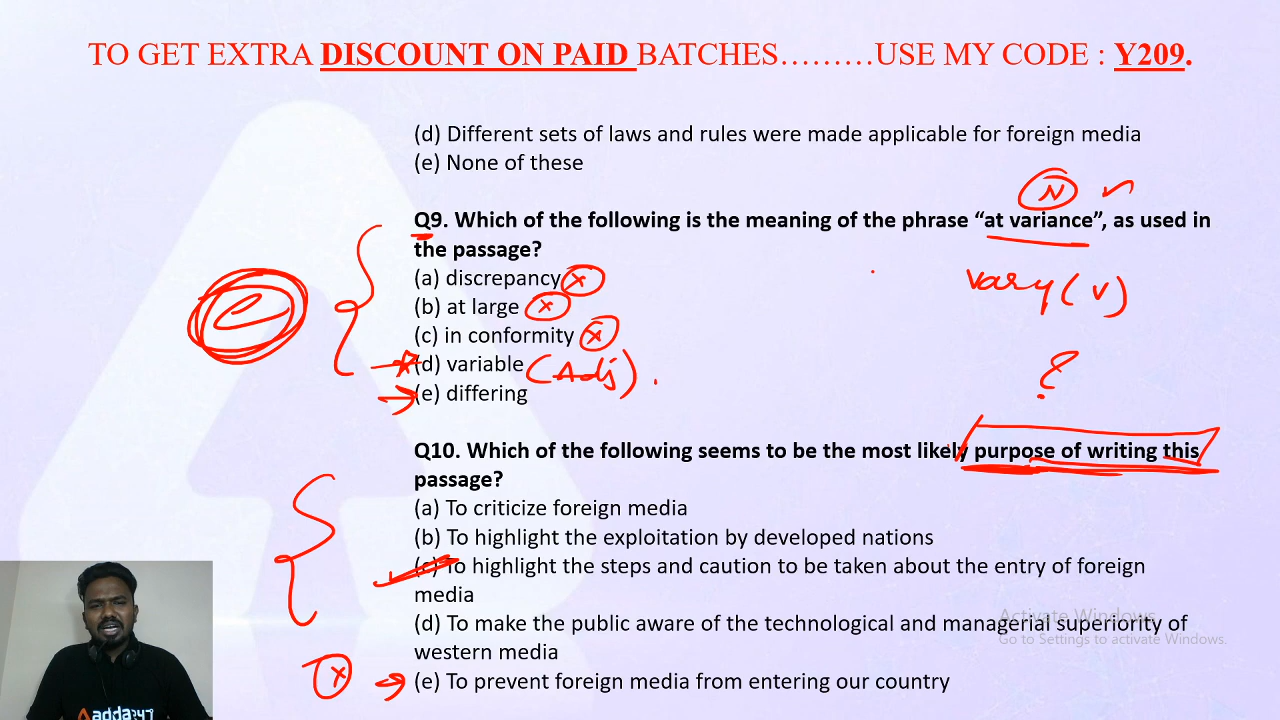 TO GET EXTRA DISCOUNT ON PAID BATCHES.........USE MY CODE : Y209.
(d) Different sets of laws and rules were made applicable for foreign media
(e) None of these
N
Q9. Which of the following is the meaning of the phrase “at variance”, as used in
the passage?
(a) discrepancy x
vary (v)
(b) at large x
e
(c) in conformity x
(d) variable (Adj).
?
(e) differing
Q10. Which of the following seems to be the most likely purpose of writing this
passage?
(a) To criticize foreign media
(b) To highlight the exploitation by developed nations
(c) To highlight the steps and caution to be taken about the entry of foreign
media
Activate Windows
(d) To make the public aware of the technological and managerial superiority of
Go to Settings to activate Windows.
western media
x
(e) To prevent foreign media from entering our country
adda247